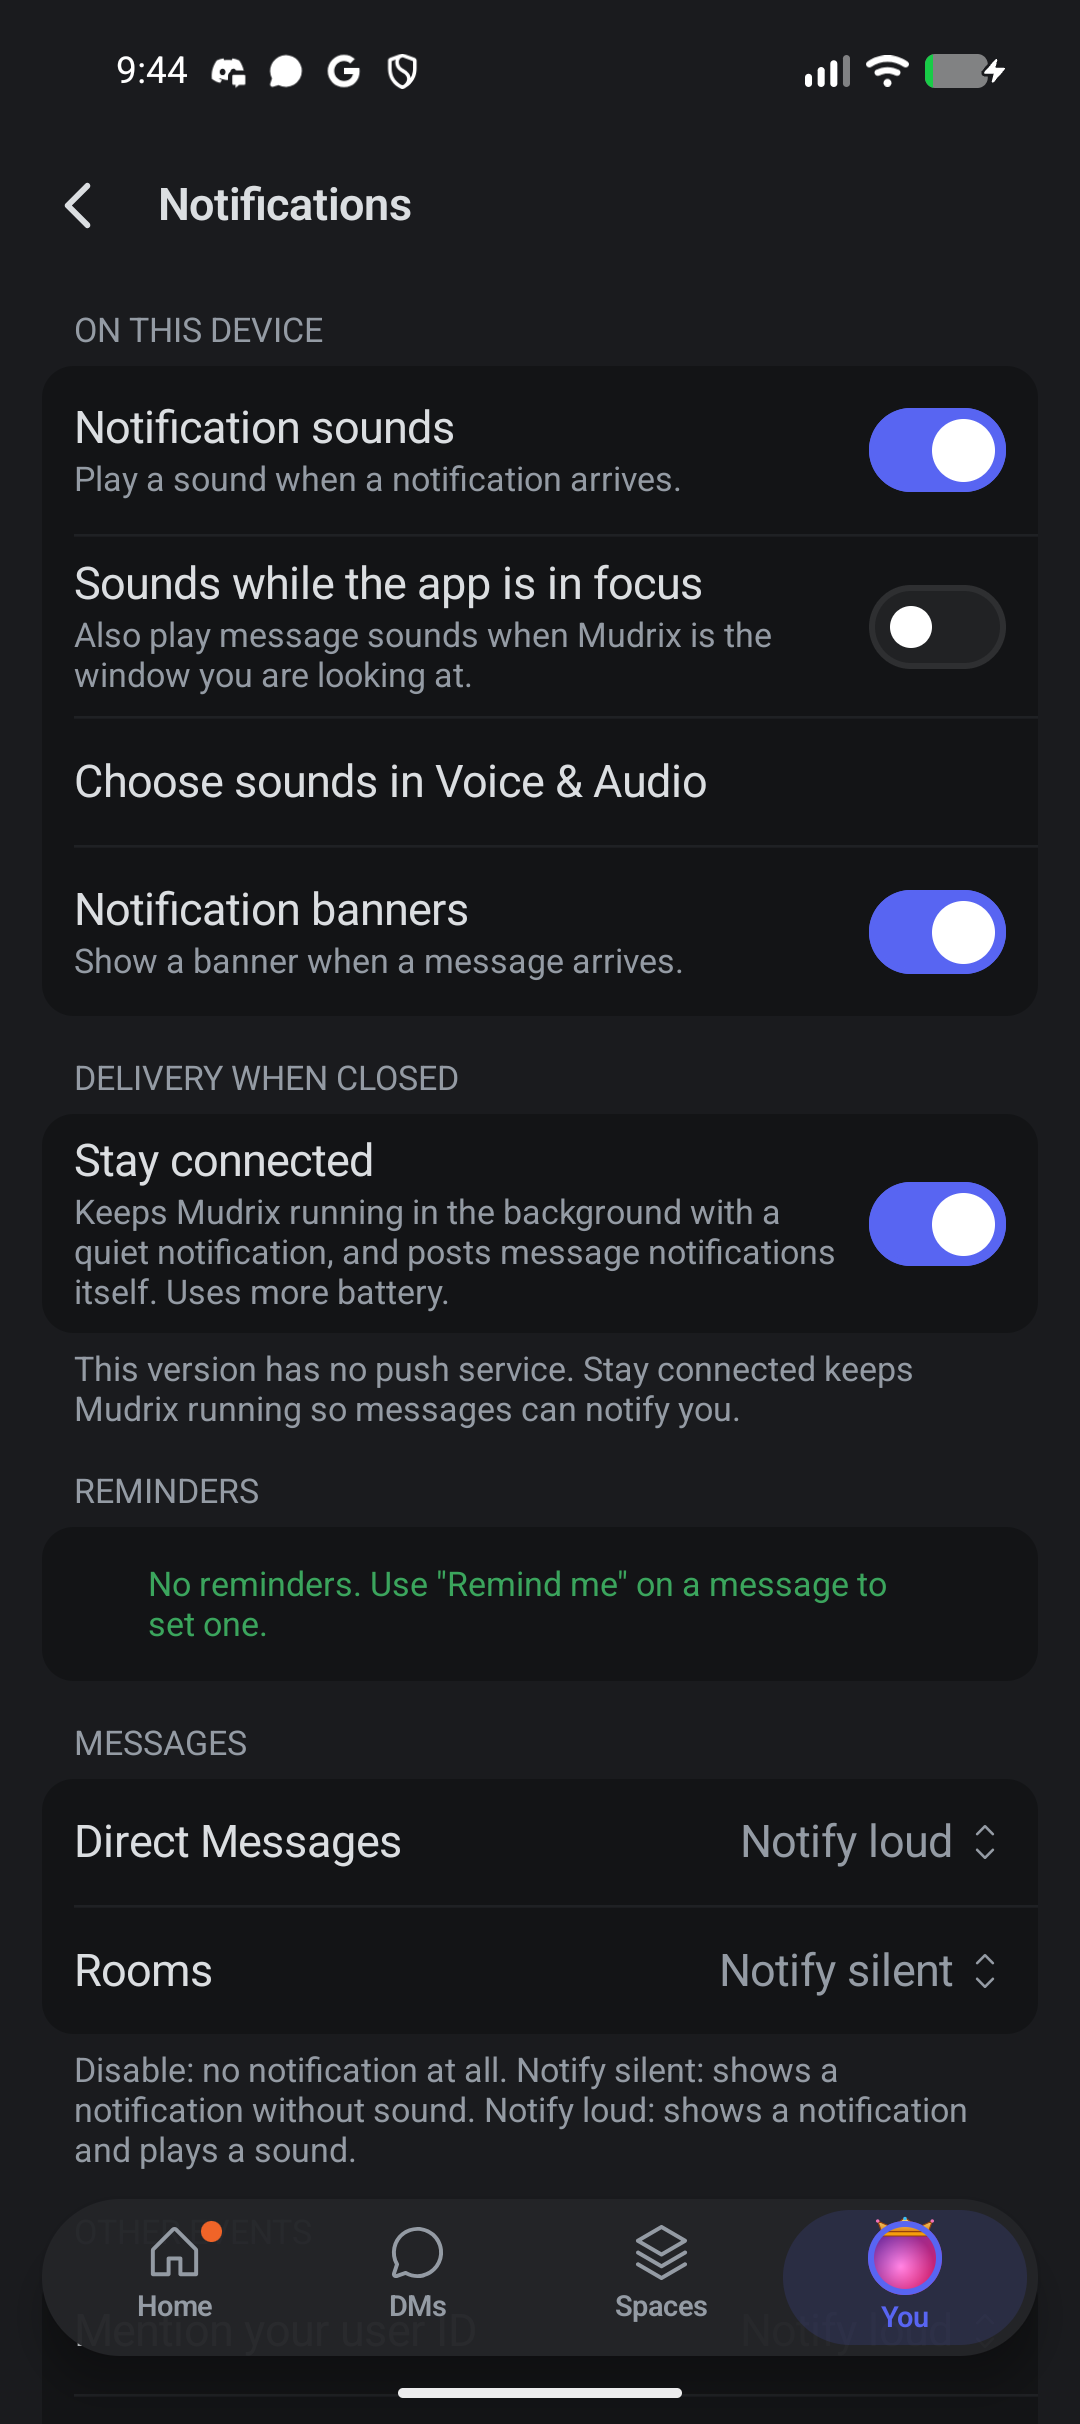 9:44
Notifications
ON THIS DEVICE
Notification sounds
Play a sound when a notification arrives.
Sounds while the app is in focus
Also play message sounds when Mudrix is the
window you are looking at.
Choose sounds in Voice & Audio
Notification banners
Show a banner when a message arrives.
DELIVERY WHEN CLOSED
Stay connected
Keeps Mudrix running in the background with a
quiet notification, and posts message notifications
itself. Uses more battery.
This version has no push service. Stay connected keeps
Mudrix running so messages can notify you.
REMINDERS
No reminders. Use "Remind me" on a message to
set one.
MESSAGES
Direct Messages Notify loud
Rooms Notify silent
Disable: no notification at all. Notify silent: shows a
notification without sound. Notify loud: shows a notification
and plays a sound.
Home DMs Spaces You
Mention your user ID Notify loud